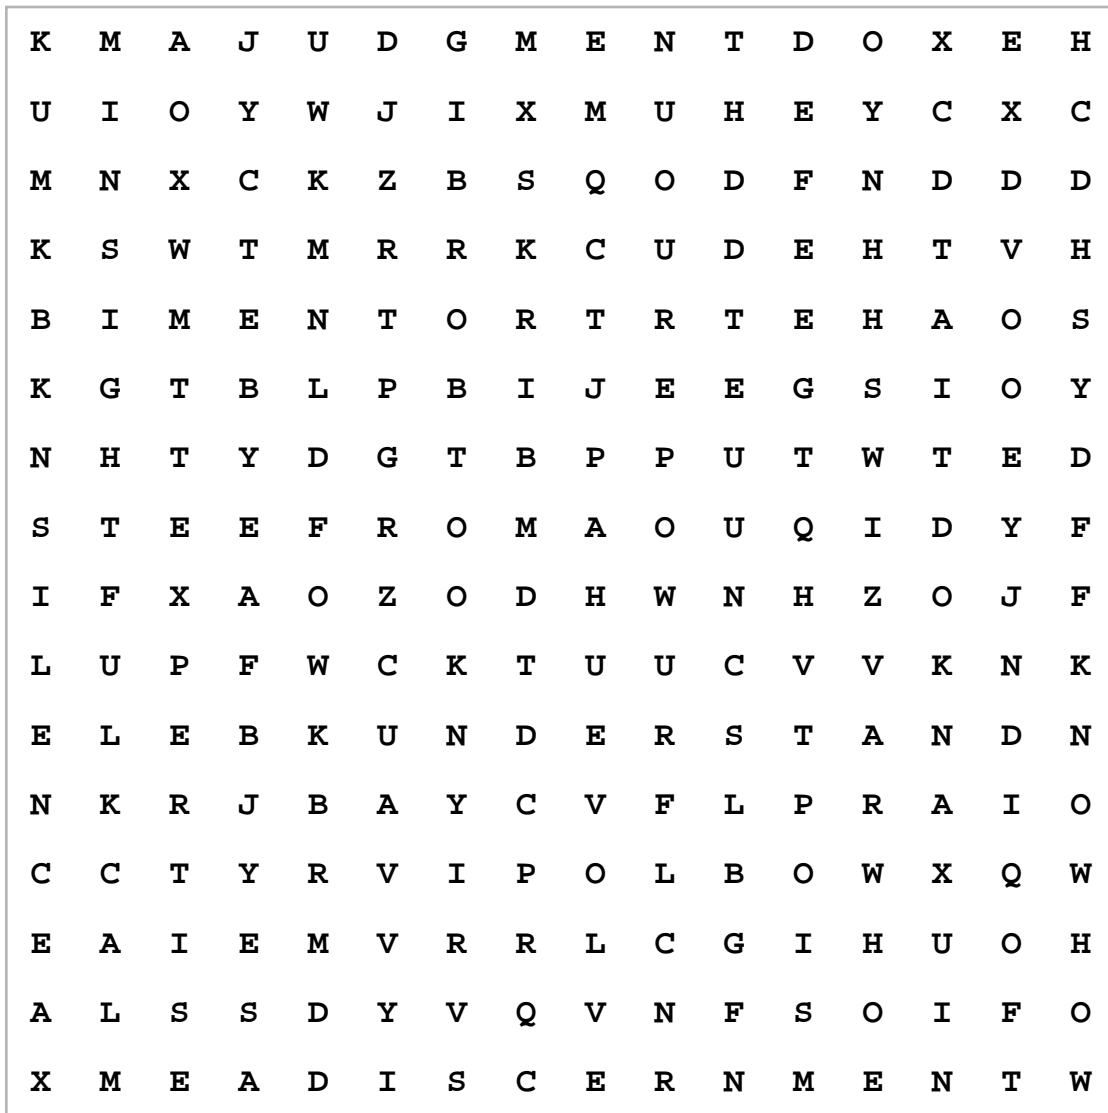 K M A J U D G M E N T D O X E H
U I O Y W J I X M U H E Y C X C
M N X C K Z B S Q O D F N D D D
K S W T M R R K C U D E H T V H
B I M E N T O R T R T E H A O S
K G T B L P B I J E E G S I O Y
N H T Y D G T B P P U T W T E D
S T E E F R O M A O U Q I D Y F
I F X A O Z O D H W N H Z O J F
L U P F W C K T U U C V V K N K
E L E B K U N D E R S T A N D N
N K R J B A Y C V F L P R A I O
C C T Y R V I P O L B O W X Q W
E A I E M V R R L C G I H U O H
A L S S D Y V Q V N F S O I F O
X M E A D I S C E R N M E N T W